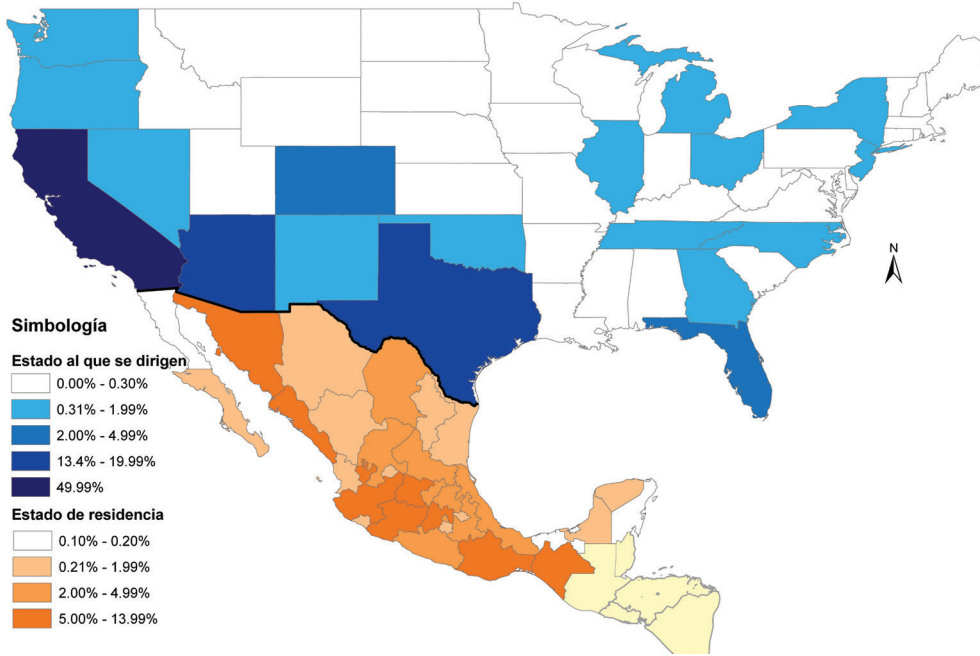 N
Simbología
Estado al que se dirigen
0.00% - 0.30%
0.31% - 1.99%
2.00% - 4.99%
13.4% - 19.99%
49.99%
Estado de residencia
0.10% - 0.20%
0.21% - 1.99%
2.00% - 4.99%
5.00% - 13.99%